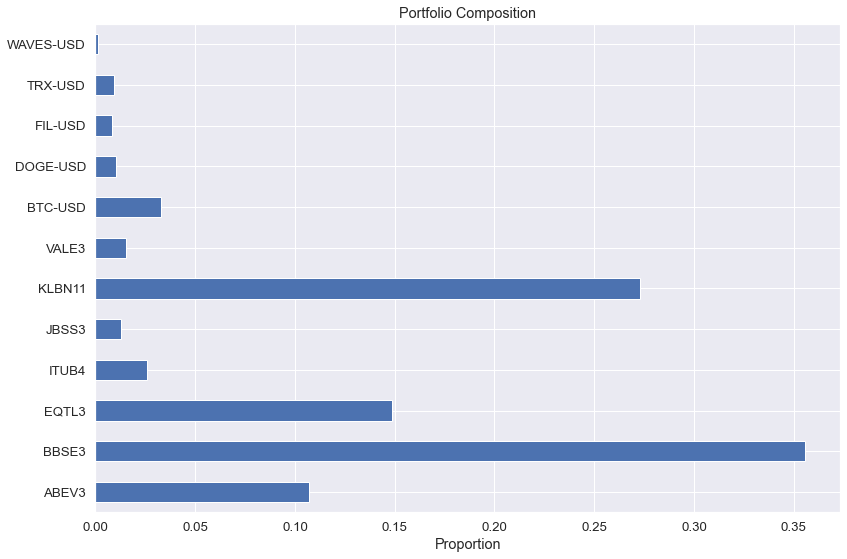 Portfolio Composition
WAVES-USD
TRX-USD
FIL-USD
DOGE-USD
BTC-USD
VALE3
KLBN11
JBSS3
ITUB4
EQTL3
BBSE3
ABEV3
0.00 0.05 0.10 0.15 0.20 0.25 0.30 0.35
Proportion